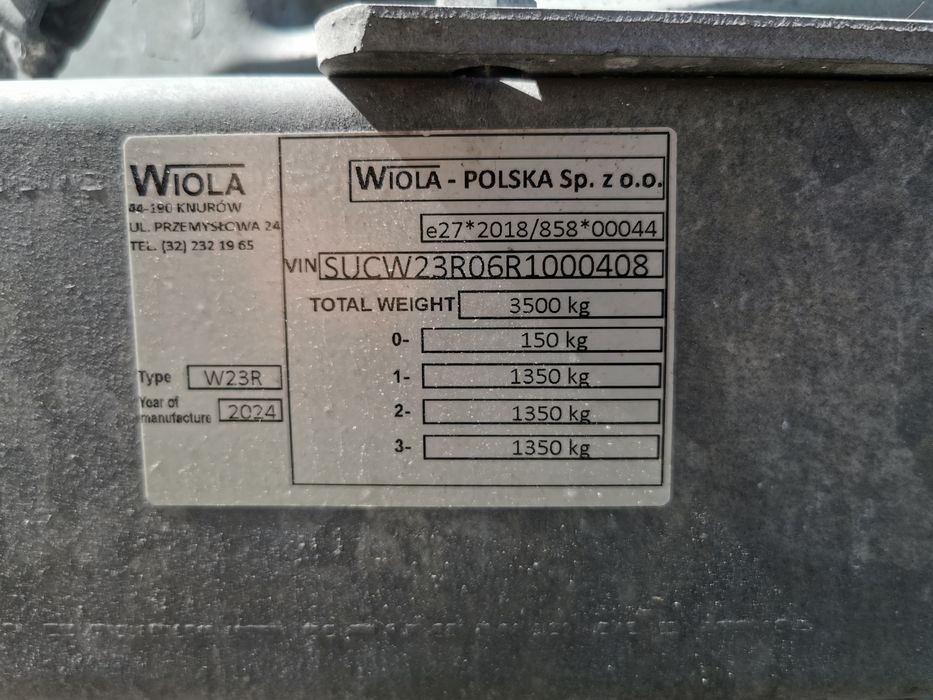 WIOLA
44-190 KNURÓW
UL. PRZEMYSŁOWA 24
TEL. (32) 232 19 65
Type W23R
Year of
manufacture 2024
WIOLA - POLSKA Sp. z o.o.
e27*2018/858*00044
VIN SUCW23R06R1000408
TOTAL WEIGHT 3500 kg
0- 150 kg
1- 1350 kg
2- 1350 kg
3- 1350 kg